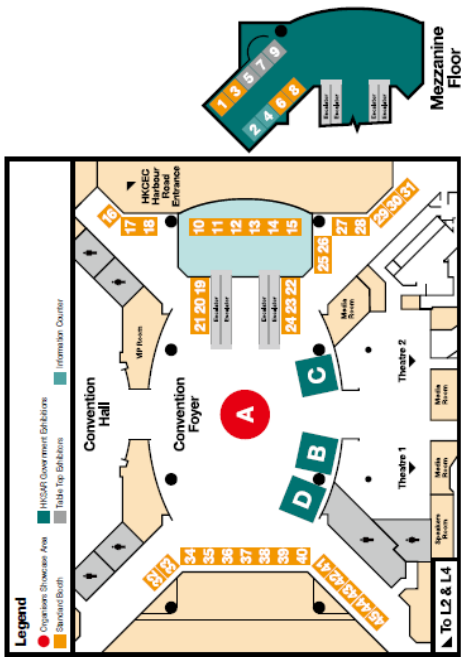 Legend
Organisers Showcase Area
HKSAR Government Exhibitions
Standard Booth
Table Top Exhibitors
Information Counter
Convention
Hall
VIP Room
HKCEC
Harbour
Road
Entrance
16
17
18
10
11
12
13
14
15
21 20 19
Escalator
Escalator
Escalator
Escalator
24 23 22
25 26
27
28
29
30
31
Convention
Foyer
A
B
C
D
Media
Room
Theatre 1
Theatre 2
Speakers
Room
Media
Room
Media
Room
32
33
34
35
36
37
38
39
40
45 44 43 42 41
To L2 & L4
1
3
5
7
9
2
4
6
8
Escalator
Escalator
Escalator
Escalator
Mezzanine
Floor